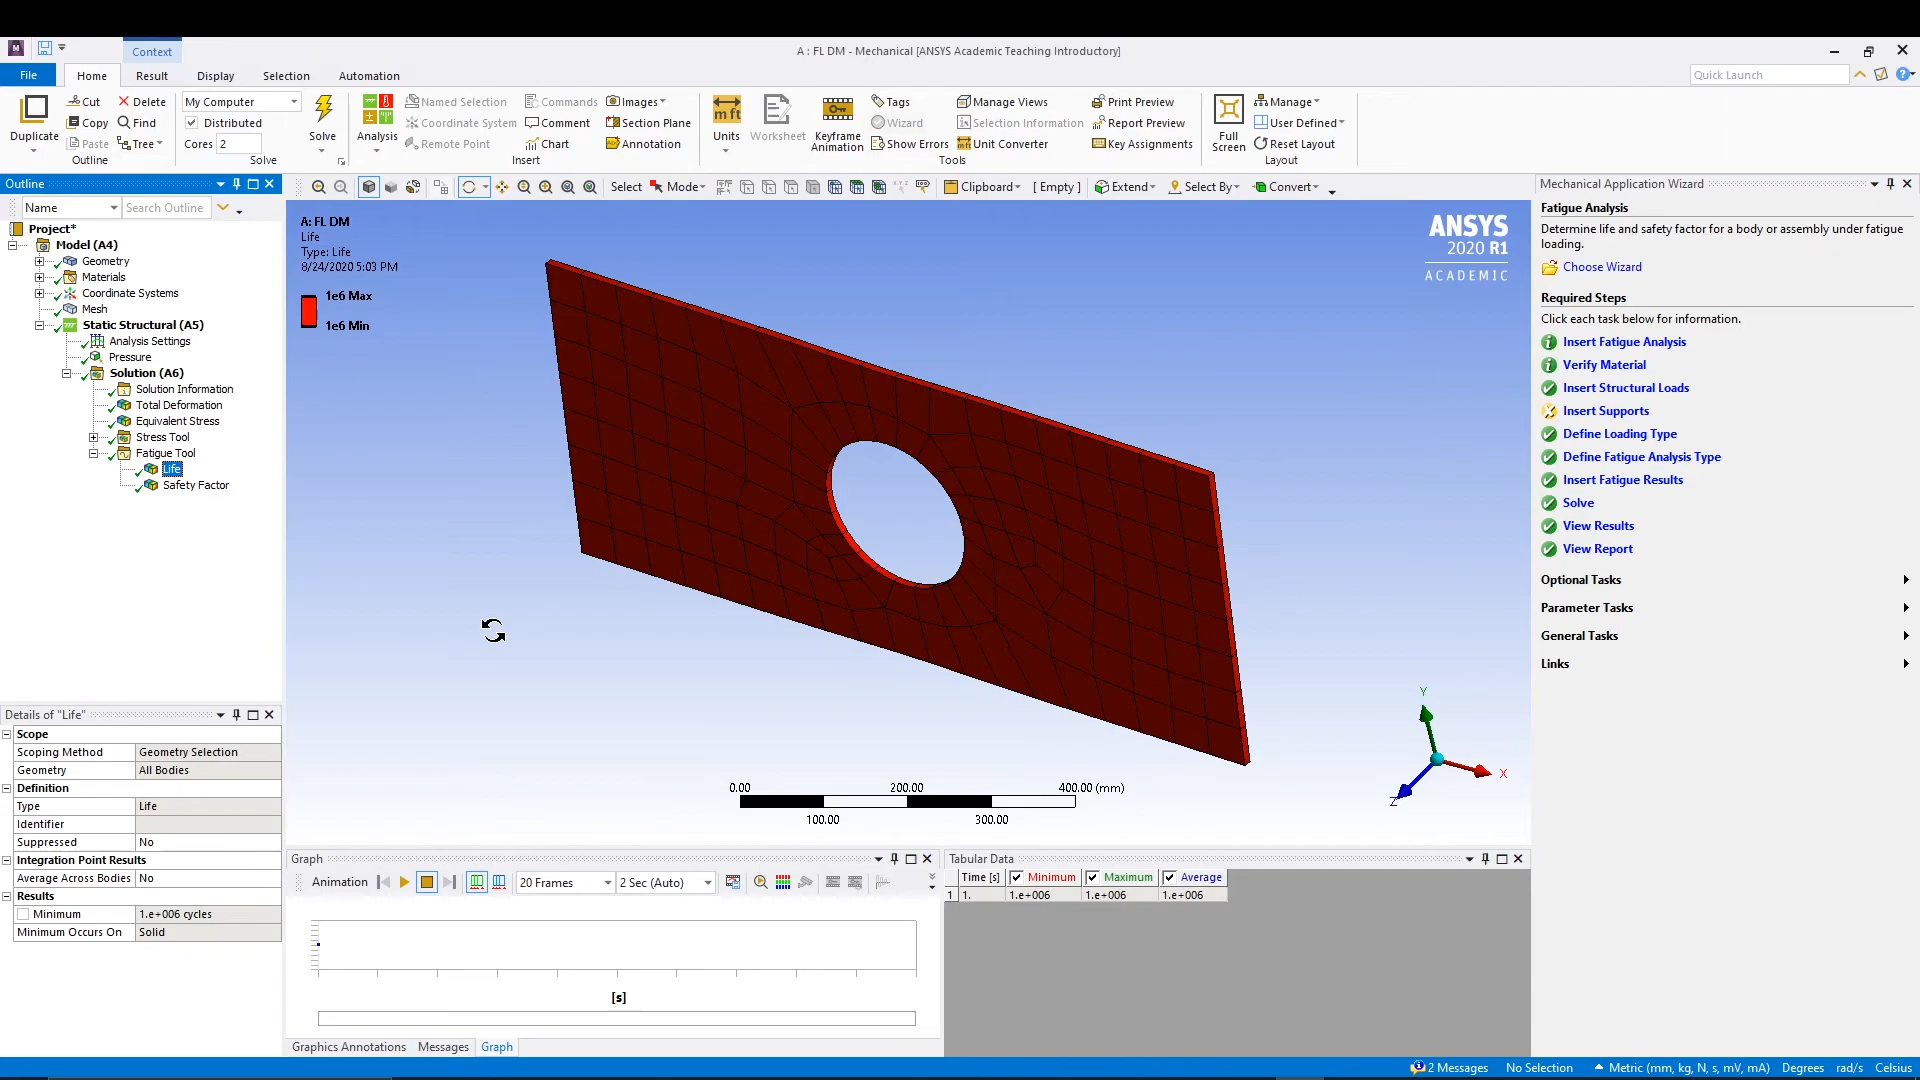 Context
A : FL DM - Mechanical [ANSYS Academic Teaching Introductory]
File Home Result Display Selection Automation
Quick Launch
Duplicate
Outline
Cut
Copy
Paste
Delete
Find
Tree
My Computer
Distributed
Cores 2
Solve
Solve
Analysis
Named Selection
Coordinate System
Remote Point
Commands
Comment
Chart
Images
Section Plane
Annotation
Insert
Units
Worksheet
Keyframe
Animation
Tags
Wizard
Show Errors
Manage Views
Selection Information
Unit Converter
Print Preview
Report Preview
Key Assignments
Tools
Full
Screen
Manage
User Defined
Reset Layout
Layout
Outline
Name
Search Outline
Project*
Model (A4)
Geometry
Materials
Coordinate Systems
Mesh
Static Structural (A5)
Analysis Settings
Pressure
Solution (A6)
Solution Information
Total Deformation
Equivalent Stress
Stress Tool
Fatigue Tool
Life
Safety Factor
Select Mode Clipboard [ Empty ] Extend Select By Convert
A: FL DM
Life
Type: Life
8/24/2020 5:03 PM
1e6 Max
1e6 Min
ANSYS
2020 R1
ACADEMIC
Y
X
Z
0.00 200.00 400.00 (mm)
100.00 300.00
Mechanical Application Wizard
Fatigue Analysis
Determine life and safety factor for a body or assembly under fatigue
loading.
Choose Wizard
Required Steps
Click each task below for information.
Insert Fatigue Analysis
Verify Material
Insert Structural Loads
Insert Supports
Define Loading Type
Define Fatigue Analysis Type
Insert Fatigue Results
Solve
View Results
View Report
Optional Tasks
Parameter Tasks
General Tasks
Links
Details of "Life"
Scope
Scoping Method Geometry Selection
Geometry All Bodies
Definition
Type Life
Identifier
Suppressed No
Integration Point Results
Average Across Bodies No
Results
Minimum 1.e+006 cycles
Minimum Occurs On Solid
Graph
Animation 20 Frames 2 Sec (Auto)
[s]
Graphics Annotations Messages Graph
Tabular Data
Time [s] Minimum Maximum Average
1 1. 1.e+006 1.e+006 1.e+006
2 Messages No Selection Metric (mm, kg, N, s, mV, mA) Degrees rad/s Celsius